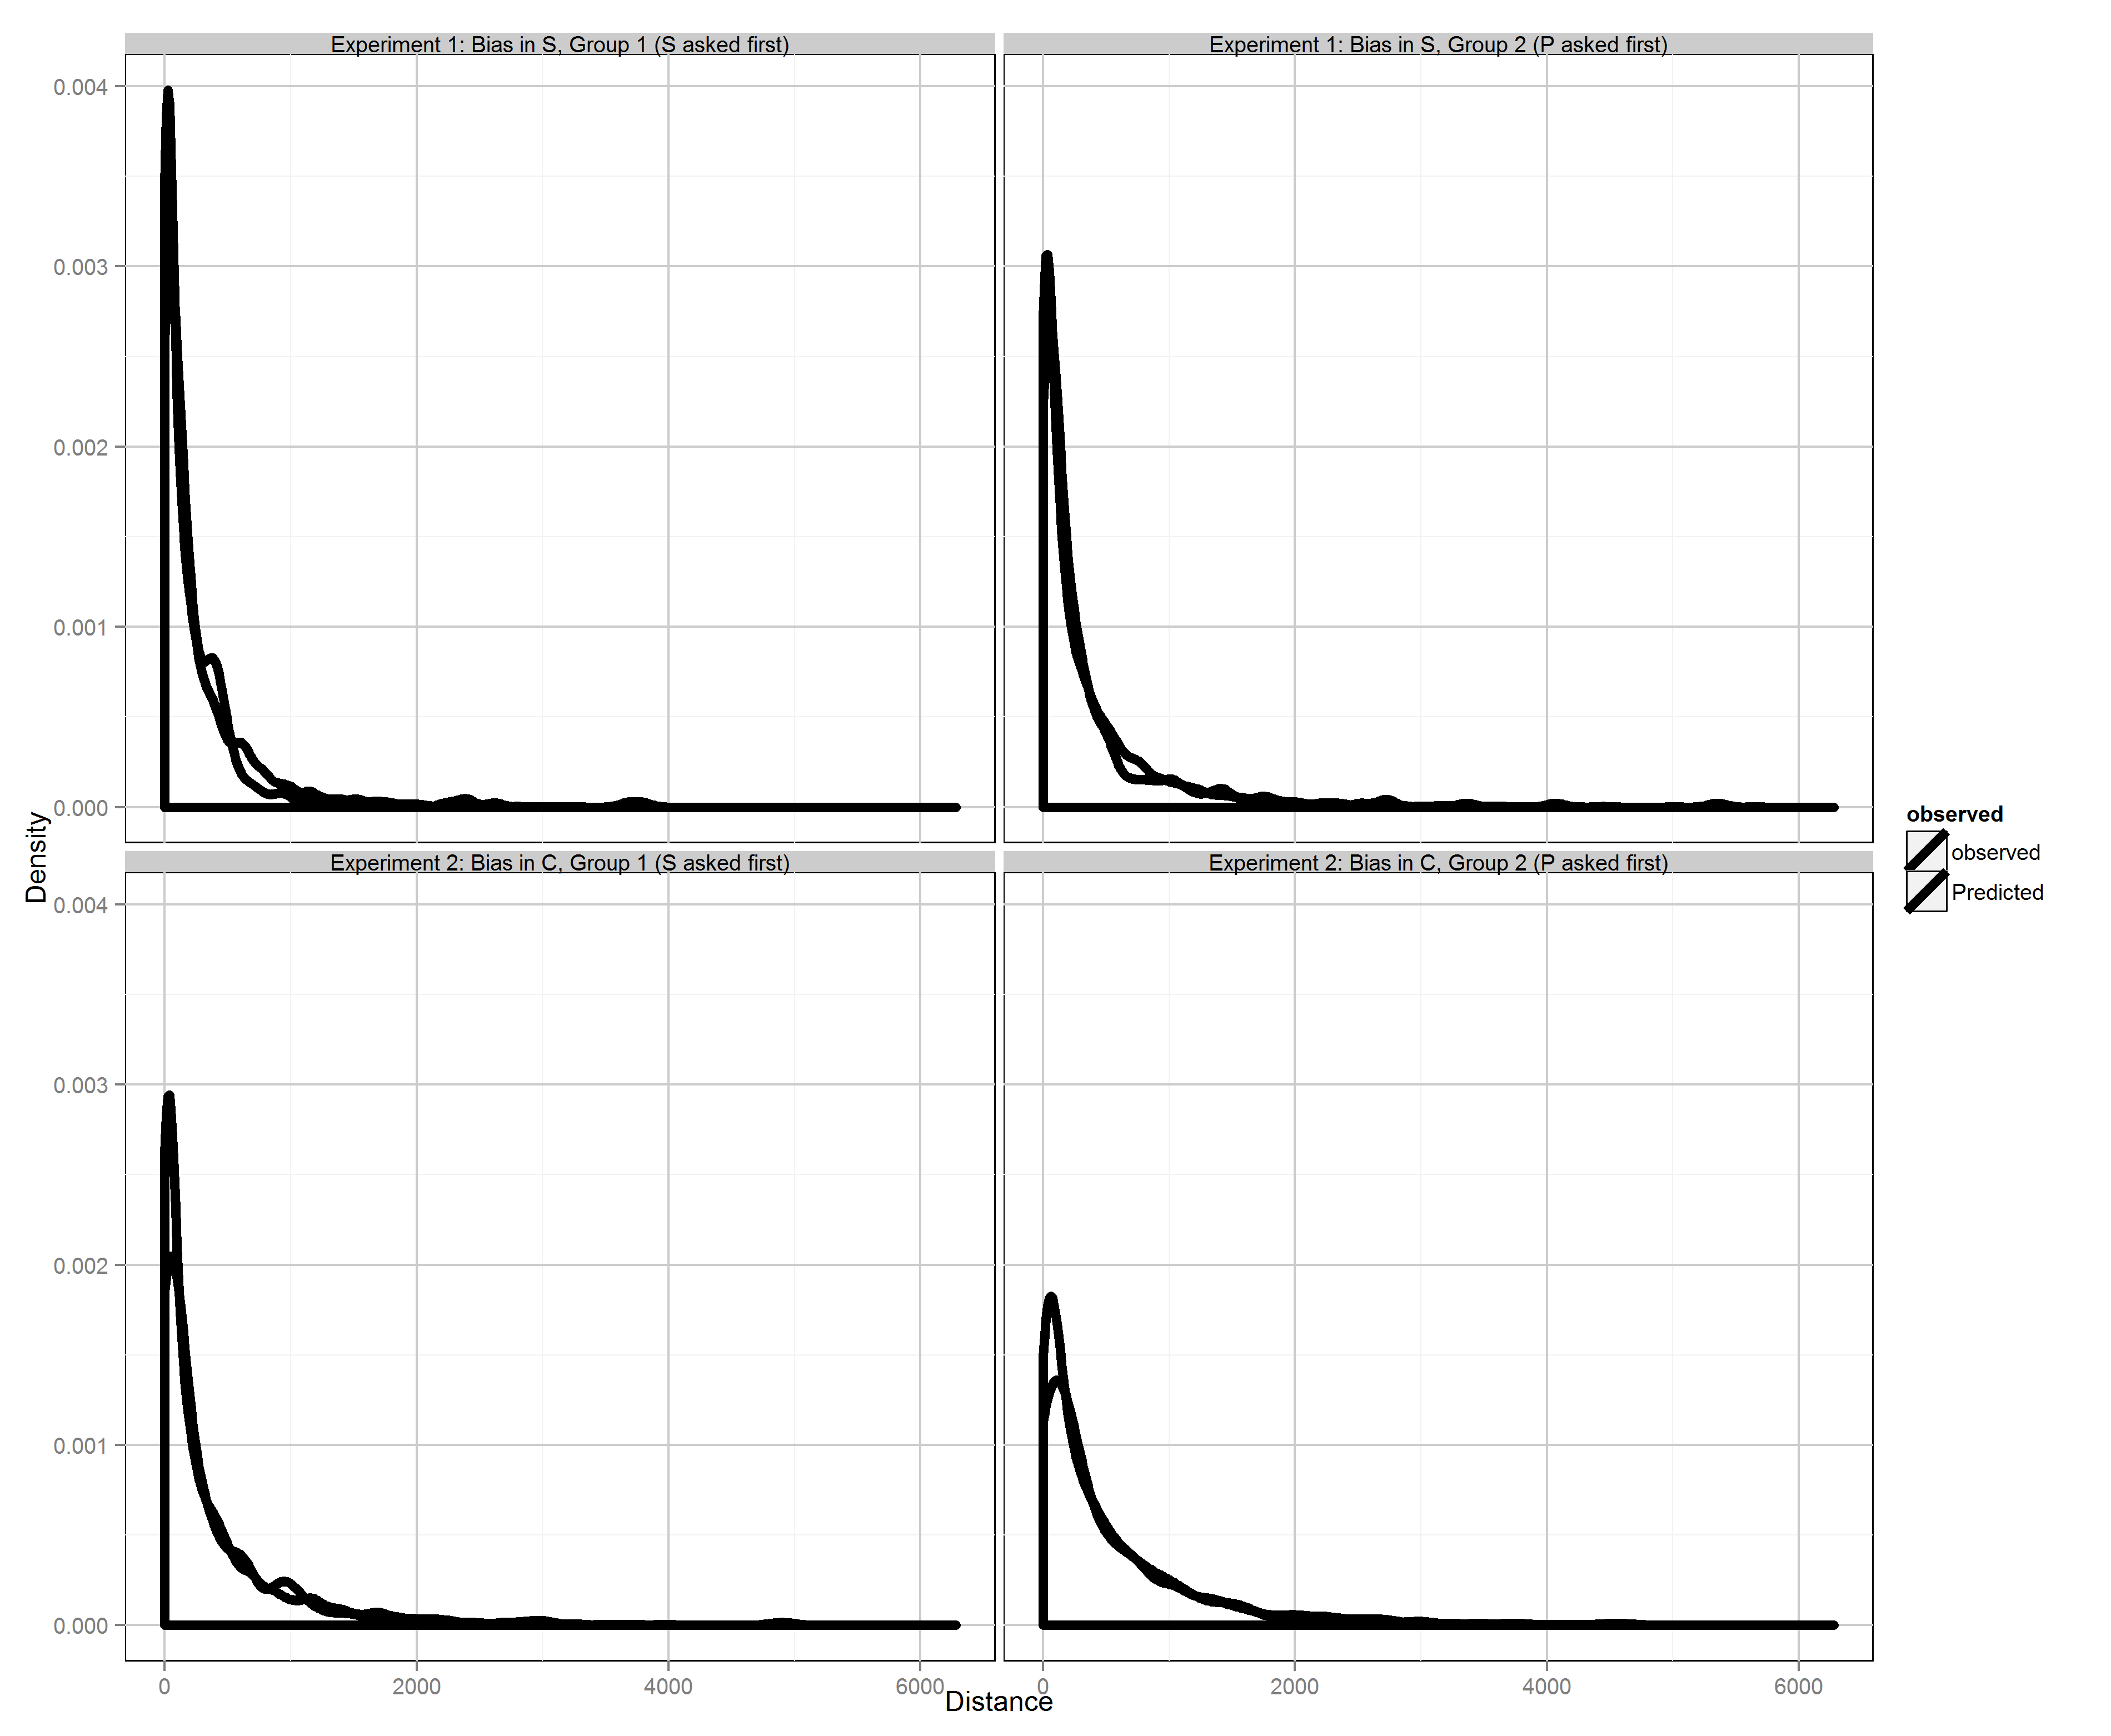 Experiment 1: Bias in S, Group 1 (S asked first)
Experiment 1: Bias in S, Group 2 (P asked first)
0.004
0.003
0.002
0.001
0.000
Density
observed
observed
Predicted
Experiment 2: Bias in C, Group 1 (S asked first)
Experiment 2: Bias in C, Group 2 (P asked first)
0.004
0.003
0.002
0.001
0.000
0 2000 4000 6000
0 2000 4000 6000
Distance